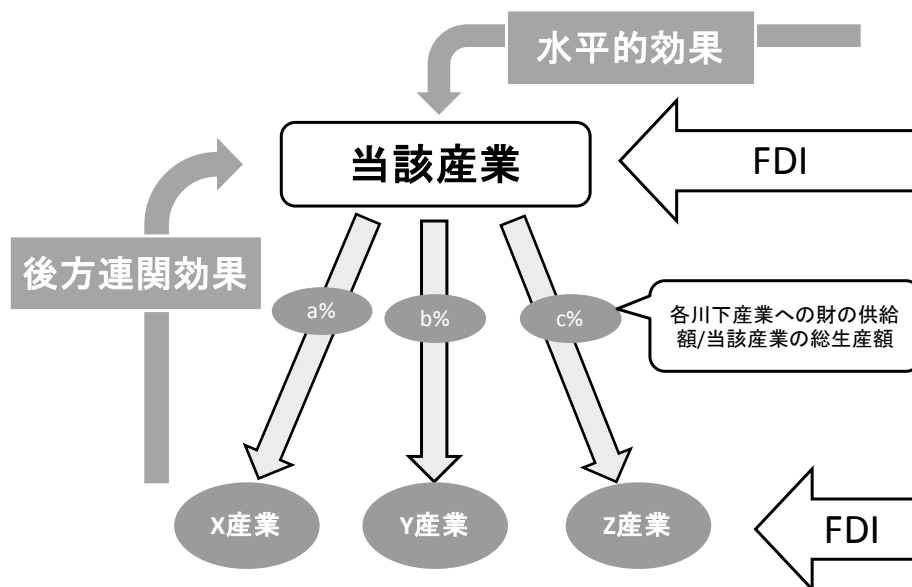 水平的効果
当該産業
FDI
後方連関効果
a%
b%
c%
各川下産業への財の供給
額/当該産業の総生産額
X産業
Y産業
Z産業
FDI